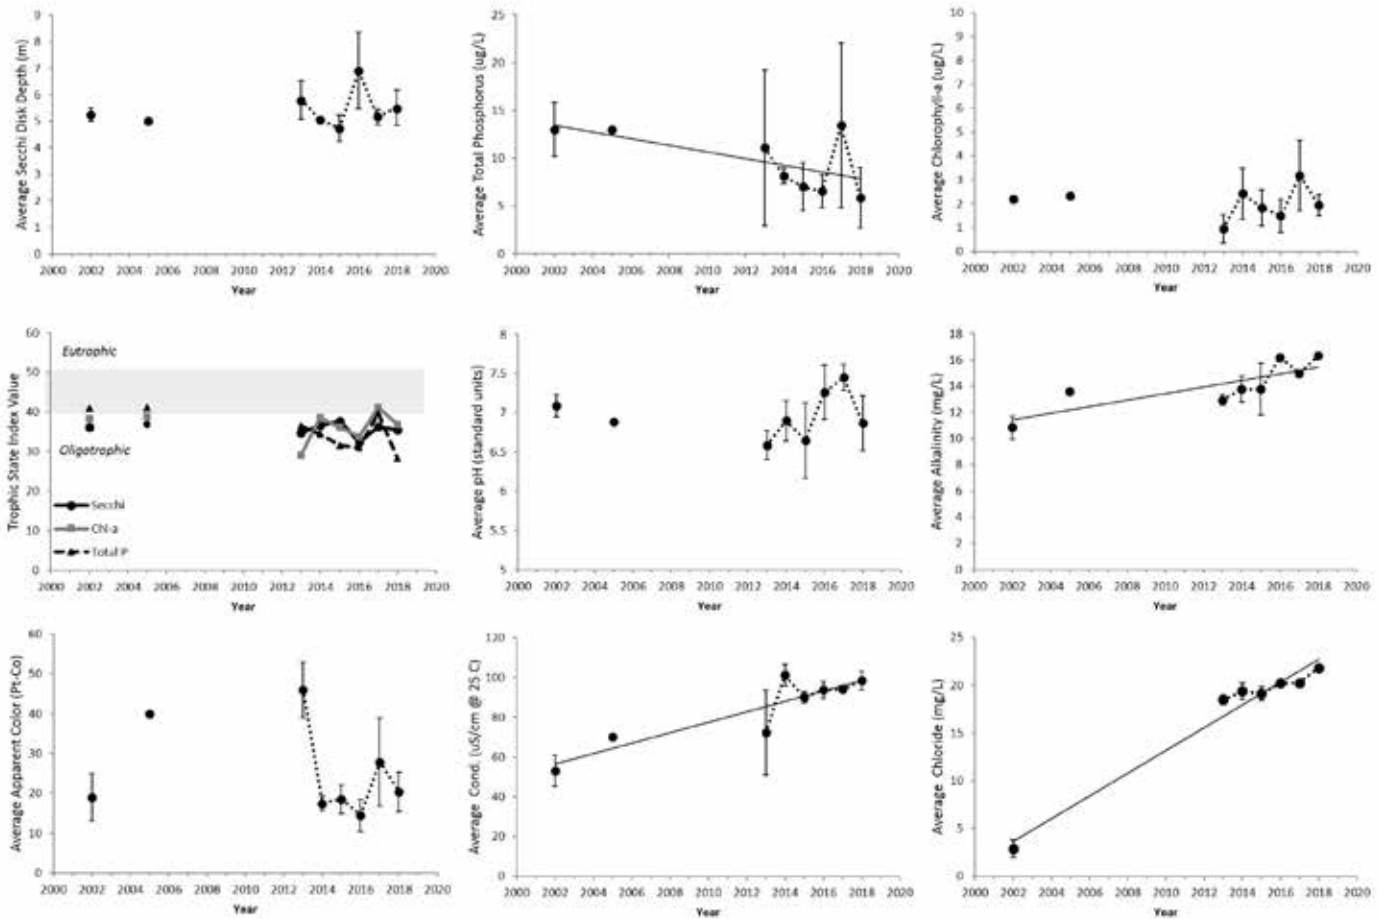 Average Secchi Disk Depth (m)
9
8
7
6
5
4
3
2
1
0
2000 2002 2004 2006 2008 2010 2012 2014 2016 2018 2020
Year
Average Total Phosphorus (ug/L)
25
20
15
10
5
0
2000 2002 2004 2006 2008 2010 2012 2014 2016 2018 2020
Year
Average Chlorophyll-a (ug/L)
10
9
8
7
6
5
4
3
2
1
0
2000 2002 2004 2006 2008 2010 2012 2014 2016 2018 2020
Year
Trophic State Index Value
60
50
40
30
20
10
0
Eutrophic
Oligotrophic
Secchi
Chl-a
Total P
2000 2002 2004 2006 2008 2010 2012 2014 2016 2018 2020
Year
Average pH (standard units)
8
7.5
7
6.5
6
5.5
5
2000 2002 2004 2006 2008 2010 2012 2014 2016 2018 2020
Year
Average Alkalinity (mg/L)
18
16
14
12
10
8
6
4
2
0
2000 2002 2004 2006 2008 2010 2012 2014 2016 2018 2020
Year
Average Apparent Color (Pt-Co)
60
50
40
30
20
10
0
2000 2002 2004 2006 2008 2010 2012 2014 2016 2018 2020
Year
Average Cond. (uS/cm @ 25 C)
120
100
80
60
40
20
0
2000 2002 2004 2006 2008 2010 2012 2014 2016 2018 2020
Year
Average Chloride (mg/L)
25
20
15
10
5
0
2000 2002 2004 2006 2008 2010 2012 2014 2016 2018 2020
Year